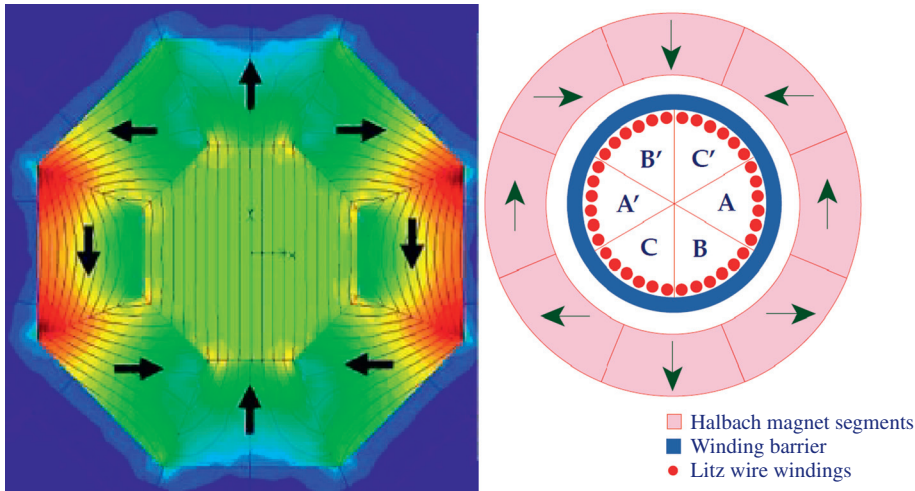 Y
X
B′ C′
A′ A
C B
Halbach magnet segments
Winding barrier
Litz wire windings